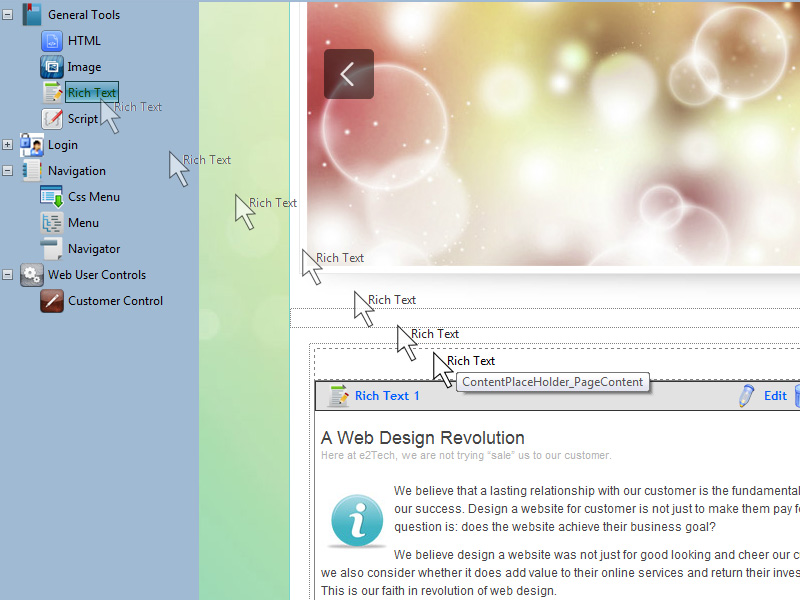 General Tools
HTML
Image
Rich Text
Rich Text
Script
Login
Rich Text
Navigation
Css Menu
Rich Text
Menu
Navigator
Rich Text
Web User Controls
Customer Control
Rich Text
Rich Text
Rich Text
ContentPlaceHolder_PageContent
Rich Text 1
Edit
A Web Design Revolution
Here at e2Tech, we are not trying “sale” us to our customer.
We believe that a lasting relationship with our customer is the fundamental
our success. Design a website for customer is not just to make them pay
question is: does the website achieve their business goal?
We believe design a website was not just for good looking and cheer our
we also consider whether it does add value to their online services and return their
This is our faith in revolution of web design.